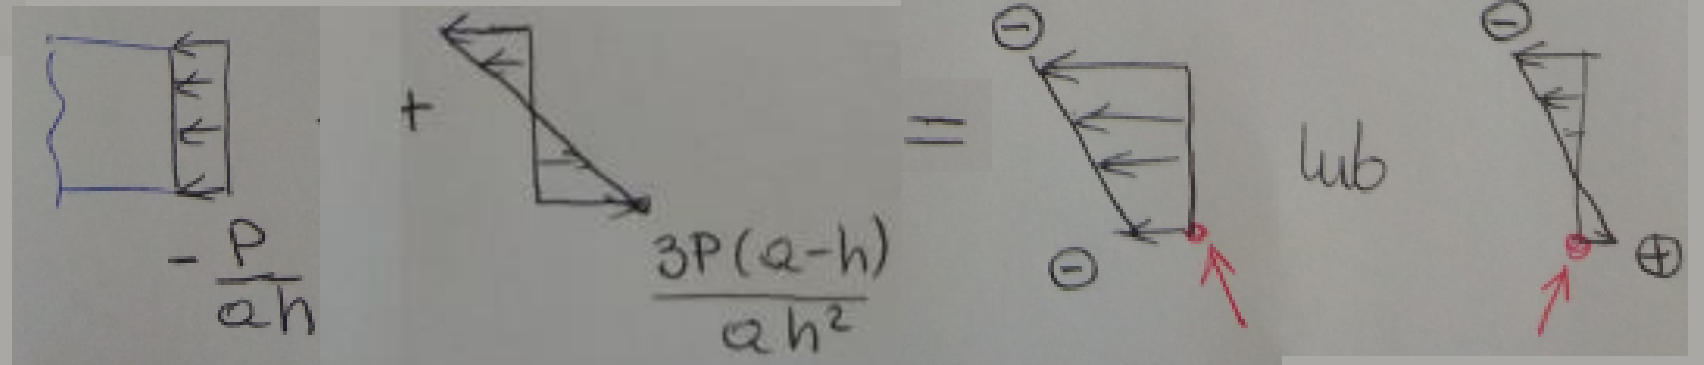 - P/ah
+
3P(a-h)/ah²
=
⊖
⊖
lub
⊖
⊕